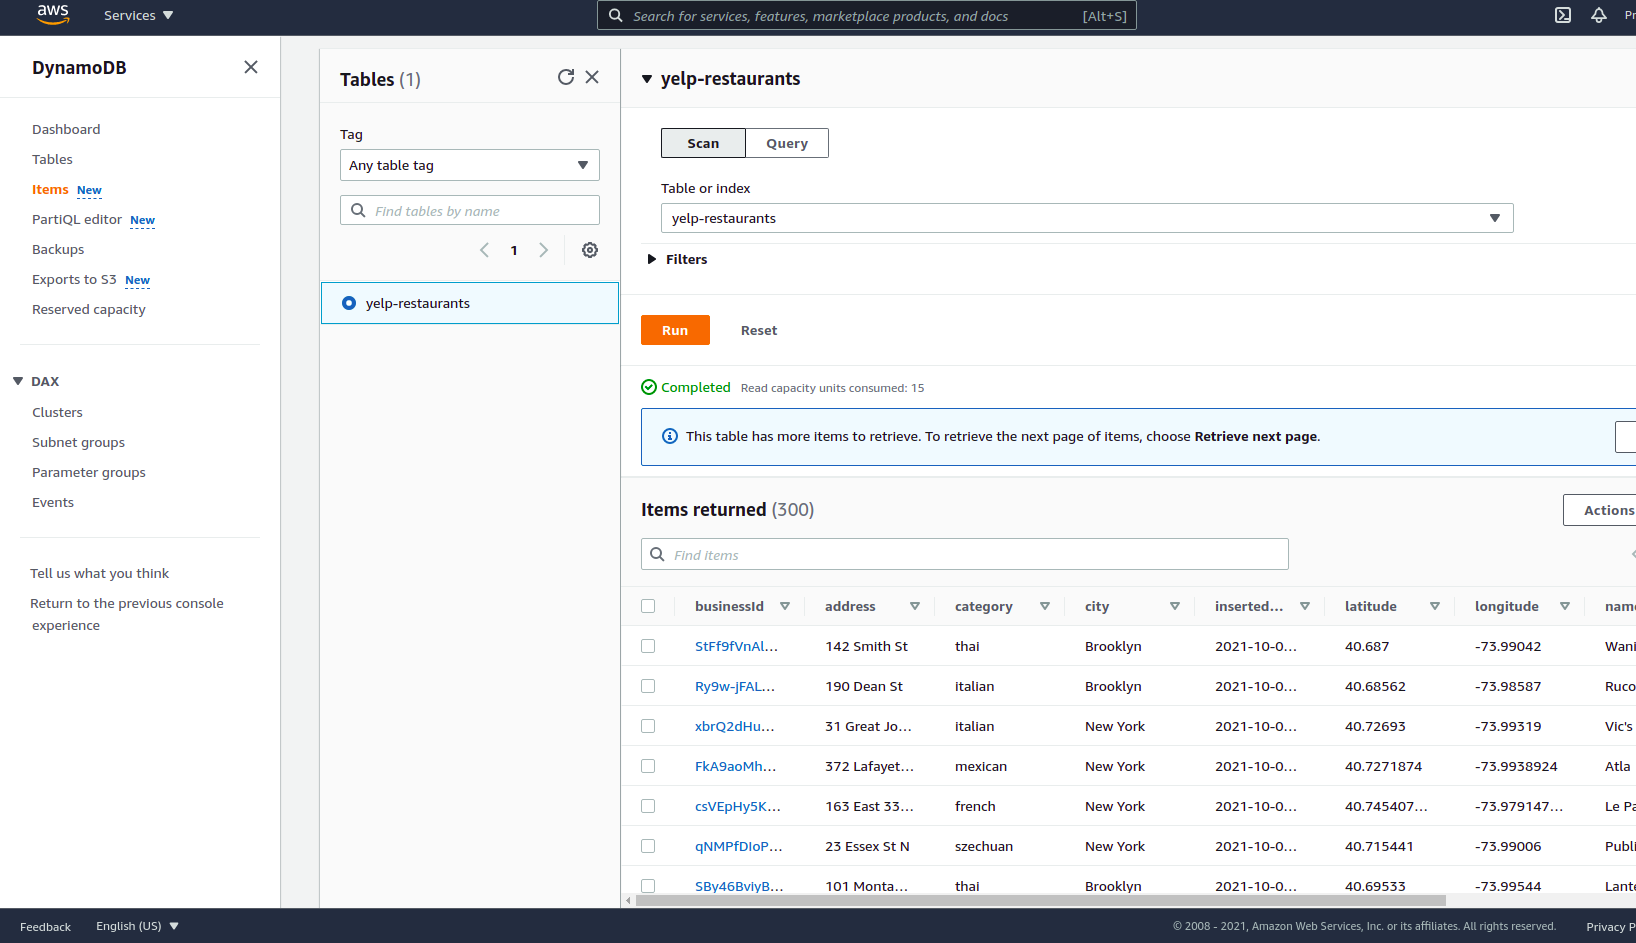 aws Services Search for services, features, marketplace products, and docs [Alt+S]
DynamoDB
Dashboard
Tables
Items New
PartiQL editor New
Backups
Exports to S3 New
Reserved capacity
DAX
Clusters
Subnet groups
Parameter groups
Events
Tell us what you think
Return to the previous console
experience
Tables (1)
Tag
Any table tag
Find tables by name
1
yelp-restaurants
yelp-restaurants
Scan Query
Table or index
yelp-restaurants
Filters
Run Reset
Completed Read capacity units consumed: 15
This table has more items to retrieve. To retrieve the next page of items, choose Retrieve next page.
Items returned (300) Actions
Find items
businessId address category city inserted... latitude longitude nam
StFf9fVnAl... 142 Smith St thai Brooklyn 2021-10-0... 40.687 -73.99042 Wani
Ry9w-jFAL... 190 Dean St italian Brooklyn 2021-10-0... 40.68562 -73.98587 Ruco
xbrQ2dHu... 31 Great Jo... italian New York 2021-10-0... 40.72693 -73.99319 Vic's
FkA9aoMh... 372 Lafayet... mexican New York 2021-10-0... 40.7271874 -73.9938924 Atla
csVEpHy5K... 163 East 33... french New York 2021-10-0... 40.745407... -73.979147... Le Pa
qNMPfDIoP... 23 Essex St N szechuan New York 2021-10-0... 40.715441 -73.99006 Publi
SBy46BviyB... 101 Monta... thai Brooklyn 2021-10-0... 40.69533 -73.99544 Lante
Feedback English (US) © 2008 - 2021, Amazon Web Services, Inc. or its affiliates. All rights reserved. Privacy P